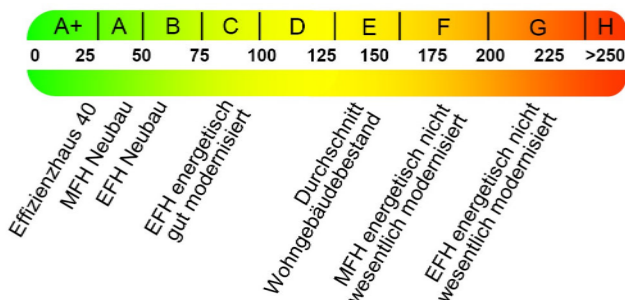 A+ A B C D E F G H
0 25 50 75 100 125 150 175 200 225 >250
Effizienzhaus 40
MFH Neubau
EFH Neubau
EFH energetisch
gut modernisiert
Durchschnitt
Wohngebäudebestand
MFH energetisch nicht
wesentlich modernisiert
EFH energetisch nicht
wesentlich modernisiert